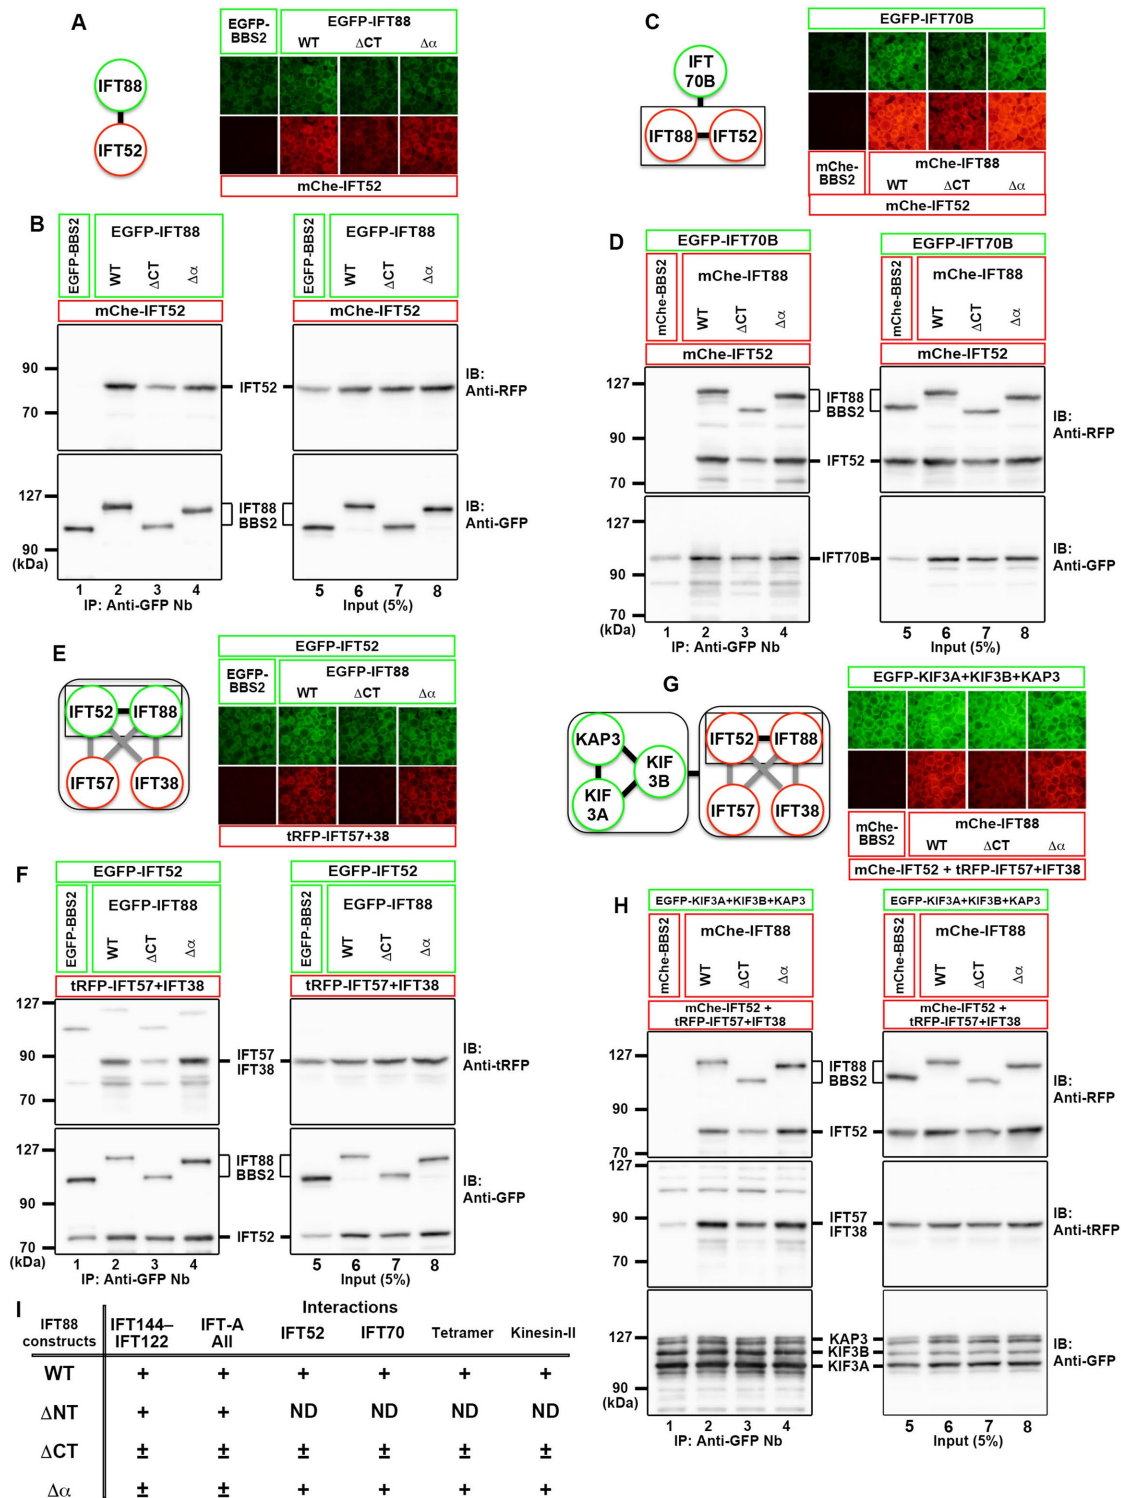 A
EGFP-
BBS2
EGFP-IFT88
WT ΔCT Δα
IFT88
IFT52
mChe-IFT52
B
EGFP-BBS2
EGFP-IFT88
WT
ΔCT
Δα
mChe-IFT52
EGFP-BBS2
EGFP-IFT88
WT
ΔCT
Δα
mChe-IFT52
90
70
IFT52
IB:
Anti-RFP
127
90
(kDa)
IFT88
BBS2
IB:
Anti-GFP
1 2 3 4
IP: Anti-GFP Nb
5 6 7 8
Input (5%)
C
EGFP-IFT70B
IFT
70B
IFT88
IFT52
mChe-
BBS2
mChe-IFT88
WT ΔCT Δα
mChe-IFT52
D
EGFP-IFT70B
mChe-BBS2
mChe-IFT88
WT
ΔCT
Δα
mChe-IFT52
EGFP-IFT70B
mChe-BBS2
mChe-IFT88
WT
ΔCT
Δα
mChe-IFT52
127
90
70
IFT88
BBS2
IFT52
IB:
Anti-RFP
127
90
70
(kDa)
IFT70B
IB:
Anti-GFP
1 2 3 4
IP: Anti-GFP Nb
5 6 7 8
Input (5%)
E
EGFP-IFT52
EGFP-
BBS2
EGFP-IFT88
WT ΔCT Δα
IFT52 IFT88
IFT57 IFT38
tRFP-IFT57+38
F
EGFP-IFT52
EGFP-BBS2
EGFP-IFT88
WT
ΔCT
Δα
tRFP-IFT57+IFT38
EGFP-IFT52
EGFP-BBS2
EGFP-IFT88
WT
ΔCT
Δα
tRFP-IFT57+IFT38
127
90
70
IFT57
IFT38
IB:
Anti-tRFP
127
90
70
(kDa)
IFT88
BBS2
IFT52
IB:
Anti-GFP
1 2 3 4
IP: Anti-GFP Nb
5 6 7 8
Input (5%)
G
EGFP-KIF3A+KIF3B+KAP3
KAP3
KIF
3B
KIF
3A
IFT52 IFT88
IFT57 IFT38
mChe-
BBS2
mChe-IFT88
WT ΔCT Δα
mChe-IFT52 + tRFP-IFT57+IFT38
H
EGFP-KIF3A+KIF3B+KAP3
mChe-BBS2
mChe-IFT88
WT
ΔCT
Δα
mChe-IFT52 +
tRFP-IFT57+IFT38
EGFP-KIF3A+KIF3B+KAP3
mChe-BBS2
mChe-IFT88
WT
ΔCT
Δα
mChe-IFT52 +
tRFP-IFT57+IFT38
127
90
70
IFT88
BBS2
IFT52
IB:
Anti-RFP
127
90
70
IFT57
IFT38
IB:
Anti-tRFP
127
90
(kDa)
KAP3
KIF3B
KIF3A
IB:
Anti-GFP
1 2 3 4
IP: Anti-GFP Nb
5 6 7 8
Input (5%)
I
Interactions
IFT88
constructs
IFT144–
IFT122
IFT-A
All
IFT52 IFT70 Tetramer Kinesin-II
WT + + + + + +
ΔNT + + ND ND ND ND
ΔCT ± ± ± ± ± ±
Δα ± ± + + + +